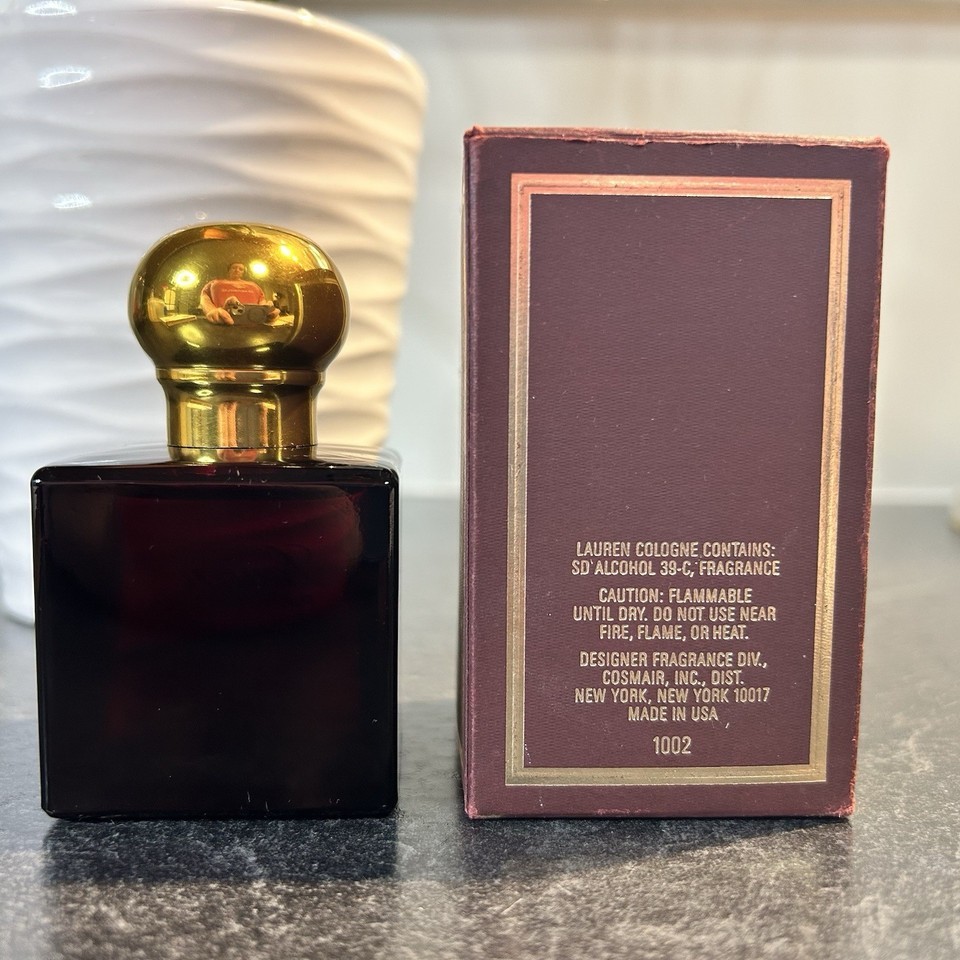 LAUREN COLOGNE CONTAINS:
SD ALCOHOL 39-C, FRAGRANCE
CAUTION: FLAMMABLE
UNTIL DRY. DO NOT USE NEAR
FIRE, FLAME, OR HEAT.
DESIGNER FRAGRANCE DIV.,
COSMAIR, INC., DIST.
NEW YORK, NEW YORK 10017
MADE IN USA
1002